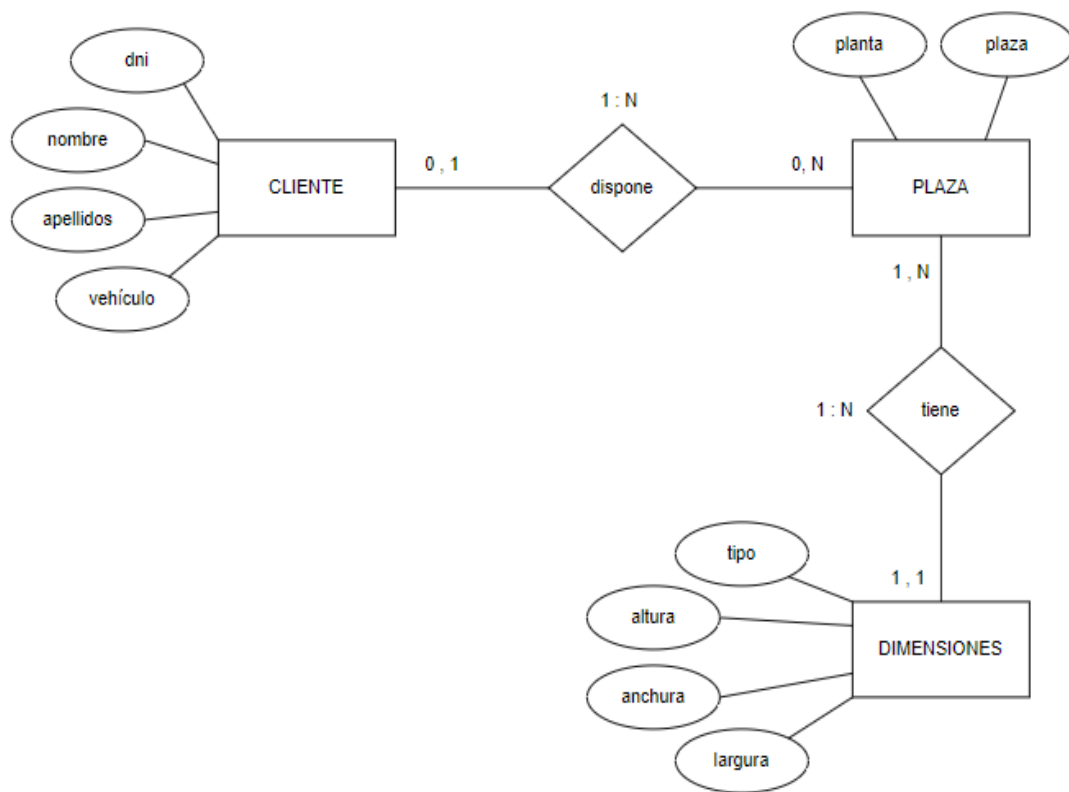 planta
plaza
dni
1 : N
nombre
0 , 1
0, N
CLIENTE
dispone
PLAZA
apellidos
1 , N
vehículo
1 : N
tiene
tipo
1 , 1
altura
DIMENSIONES
anchura
largura